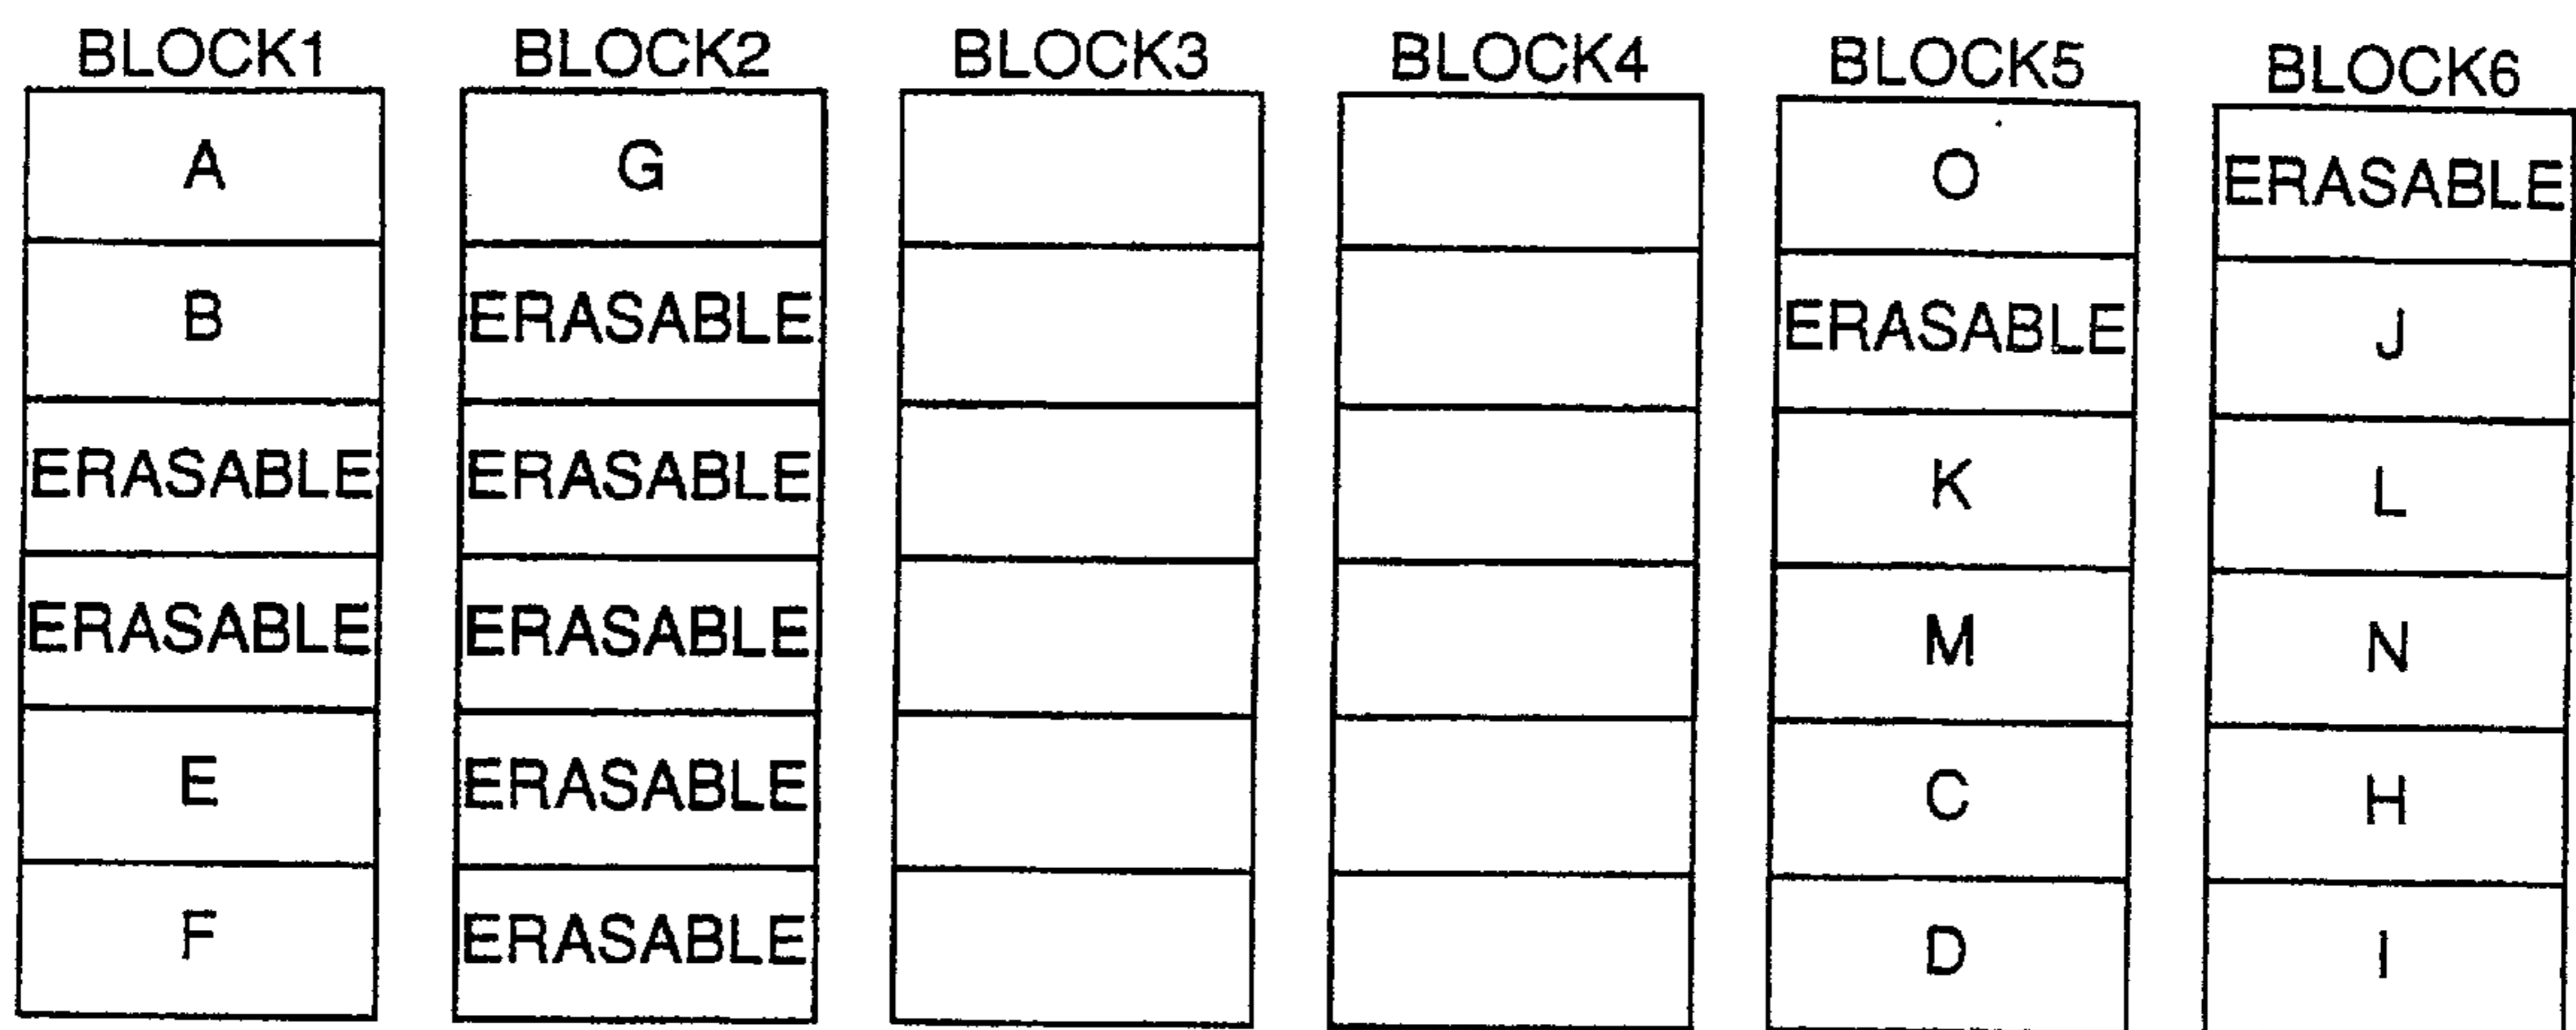 BLOCK1 BLOCK2 BLOCK3 BLOCK4 BLOCK5 BLOCK6
A G O ERASABLE
B ERASABLE ERASABLE J
ERASABLE ERASABLE K L
ERASABLE ERASABLE M N
E ERASABLE C H
F ERASABLE D I